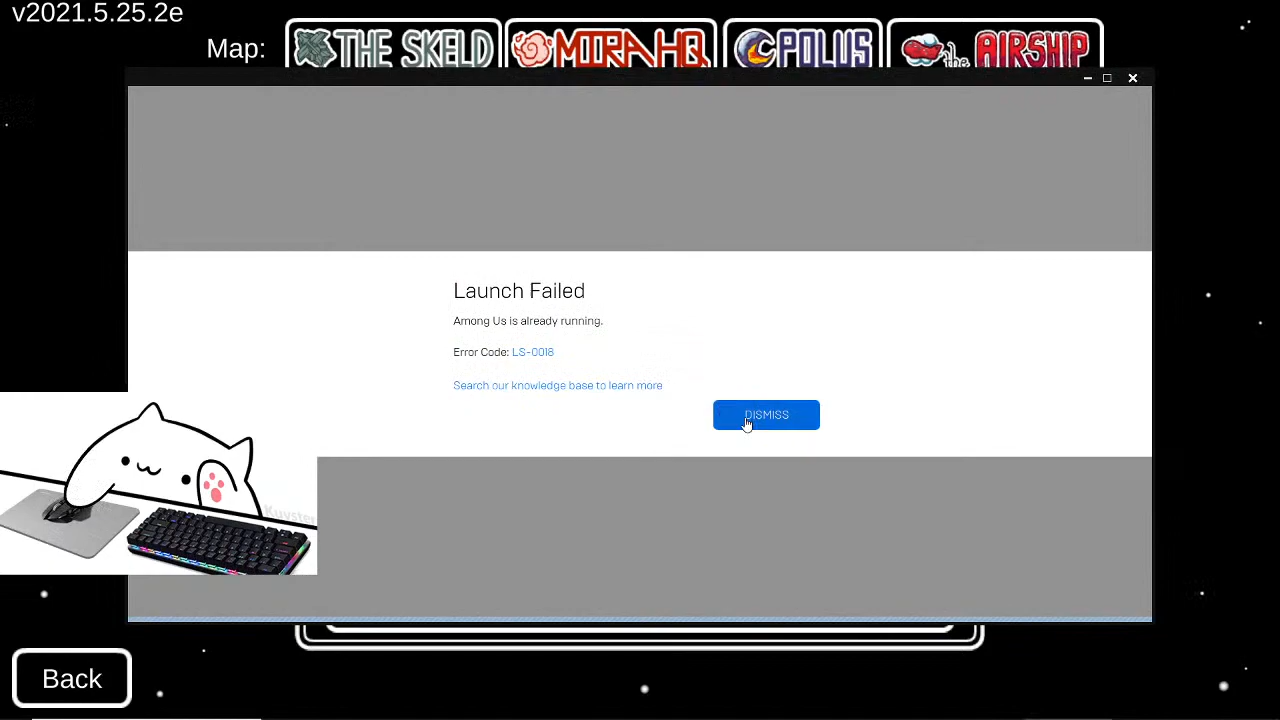 v2021.5.25.2e
Map: THE SKELD MIRA HQ POLUS the AIRSHIP
Launch Failed
Among Us is already running.
Error Code: LS-0018
Search our knowledge base to learn more
DISMISS
Kuyster
Back